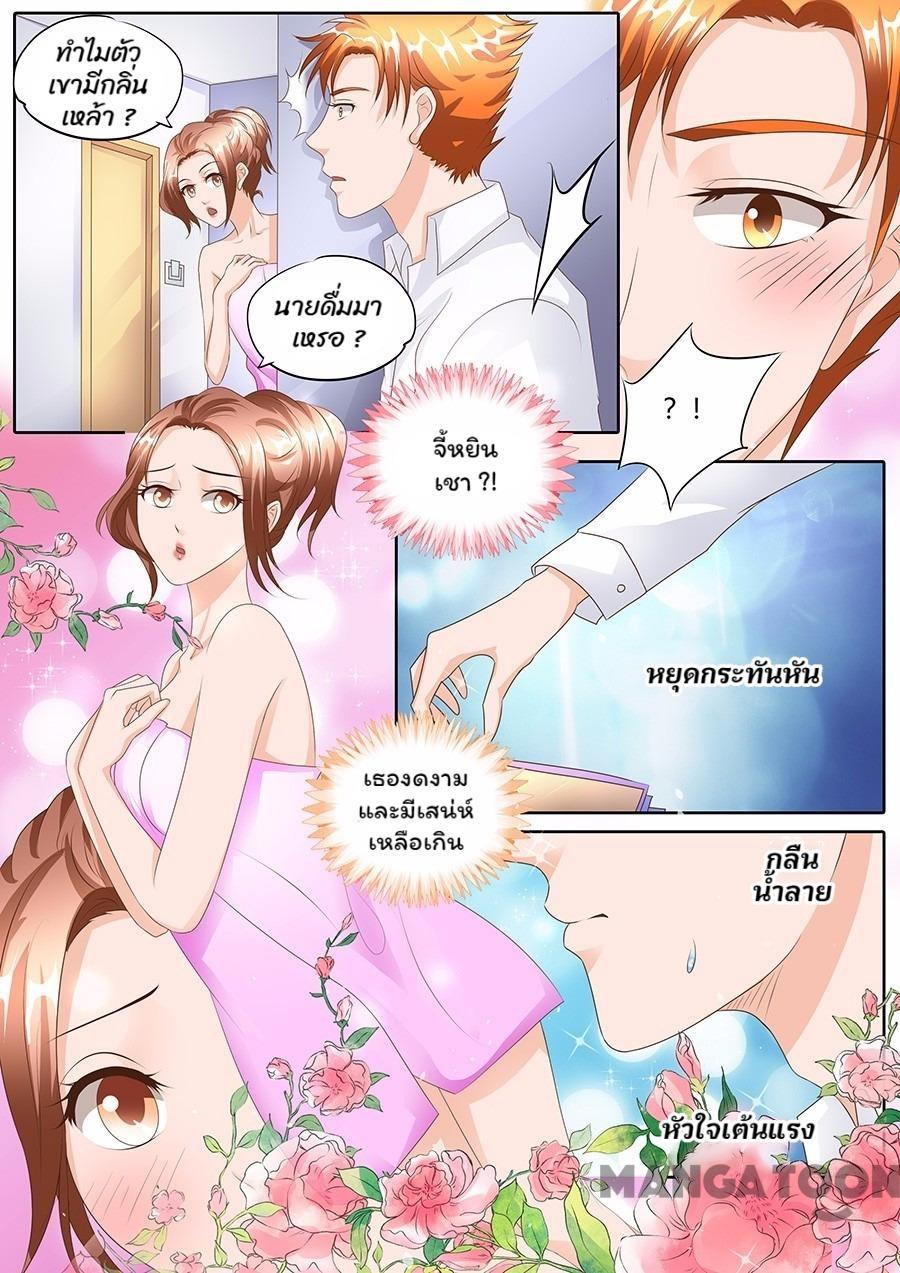 ทำไมตัว
เขามีกลิ่น
เหล้า ?
นายดื่มมา
เหรอ ?
? !
จี้หยิน
เชา ?!
หยุดกระทันหัน
เธองดงาม
และมีเสน่ห์
เหลือเกิน
กลืน
น้ำลาย
หัวใจเต้นแรง
MANGATOON